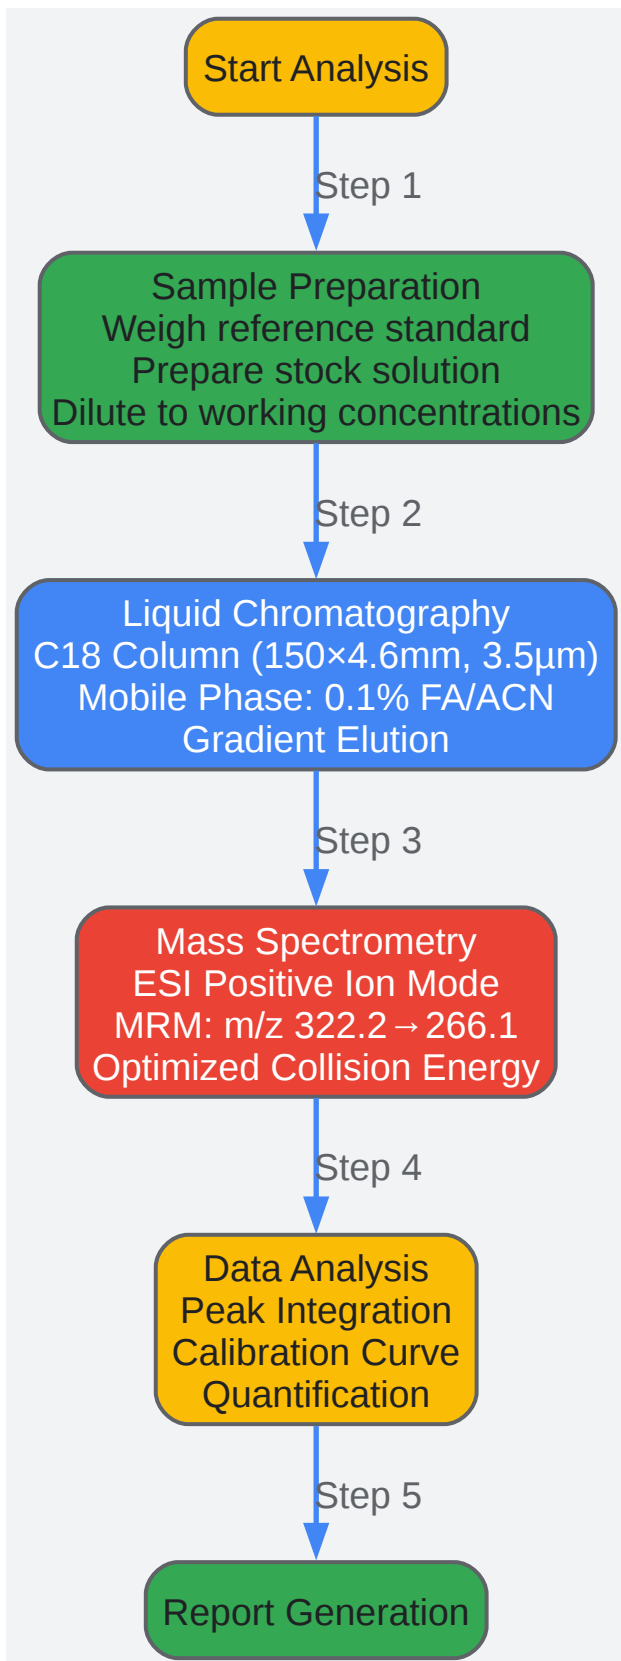 Start Analysis
Step 1
Sample Preparation
Weigh reference standard
Prepare stock solution
Dilute to working concentrations
Step 2
Liquid Chromatography
C18 Column (150×4.6mm, 3.5µm)
Mobile Phase: 0.1% FA/ACN
Gradient Elution
Step 3
Mass Spectrometry
ESI Positive Ion Mode
MRM: m/z 322.2→266.1
Optimized Collision Energy
Step 4
Data Analysis
Peak Integration
Calibration Curve
Quantification
Step 5
Report Generation